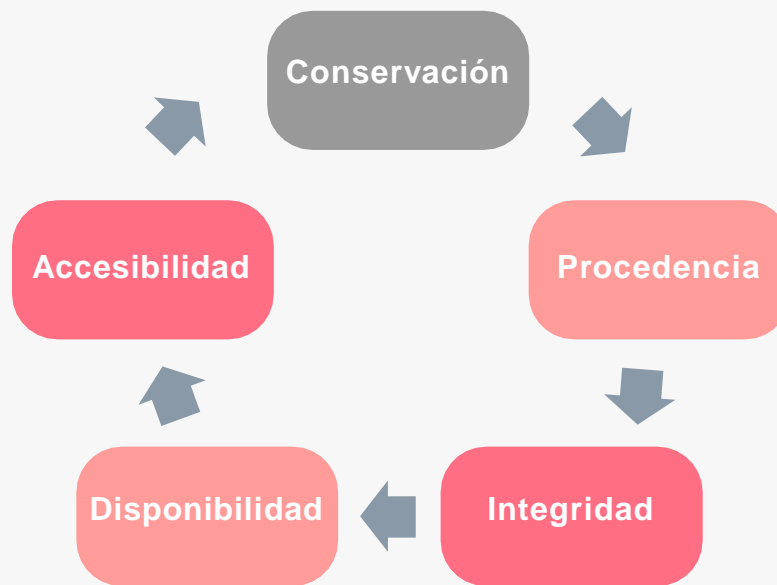 Conservación
Accesibilidad
Procedencia
Disponibilidad
Integridad